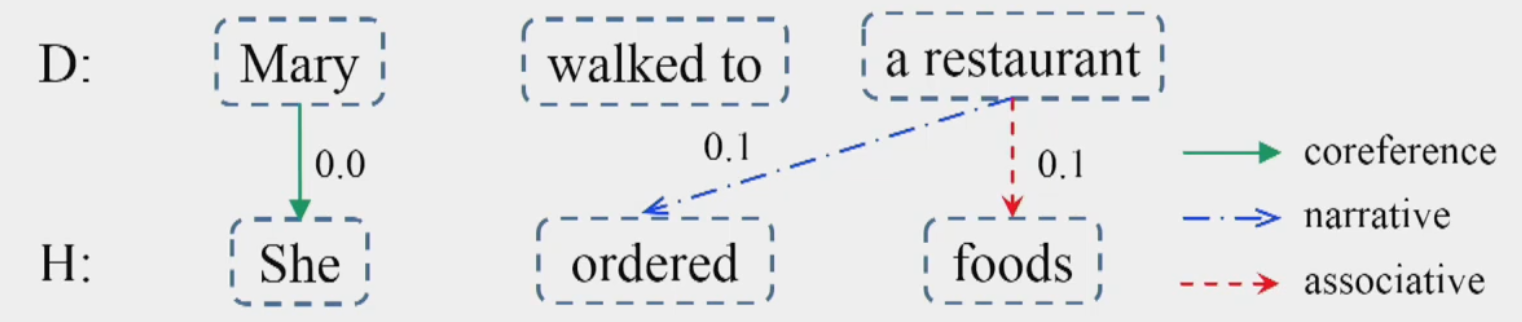 D: Mary walked to a restaurant
0.0 0.1 0.1
coreference
narrative
H: She ordered foods
associative